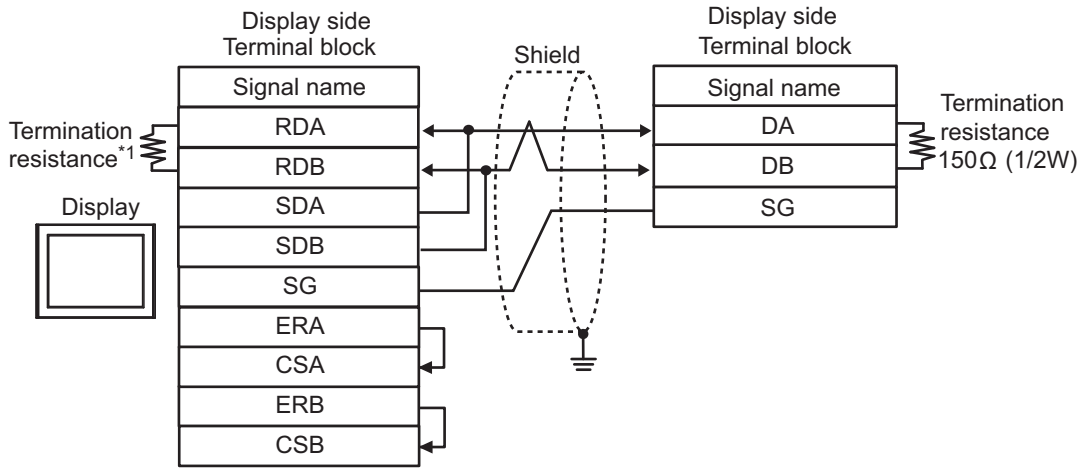 Display side
Terminal block
Signal name
RDA
RDB
SDA
SDB
SG
ERA
CSA
ERB
CSB
Termination
resistance*1
Display
Shield
Display side
Terminal block
Signal name
DA
DB
SG
Termination
resistance
150Ω (1/2W)